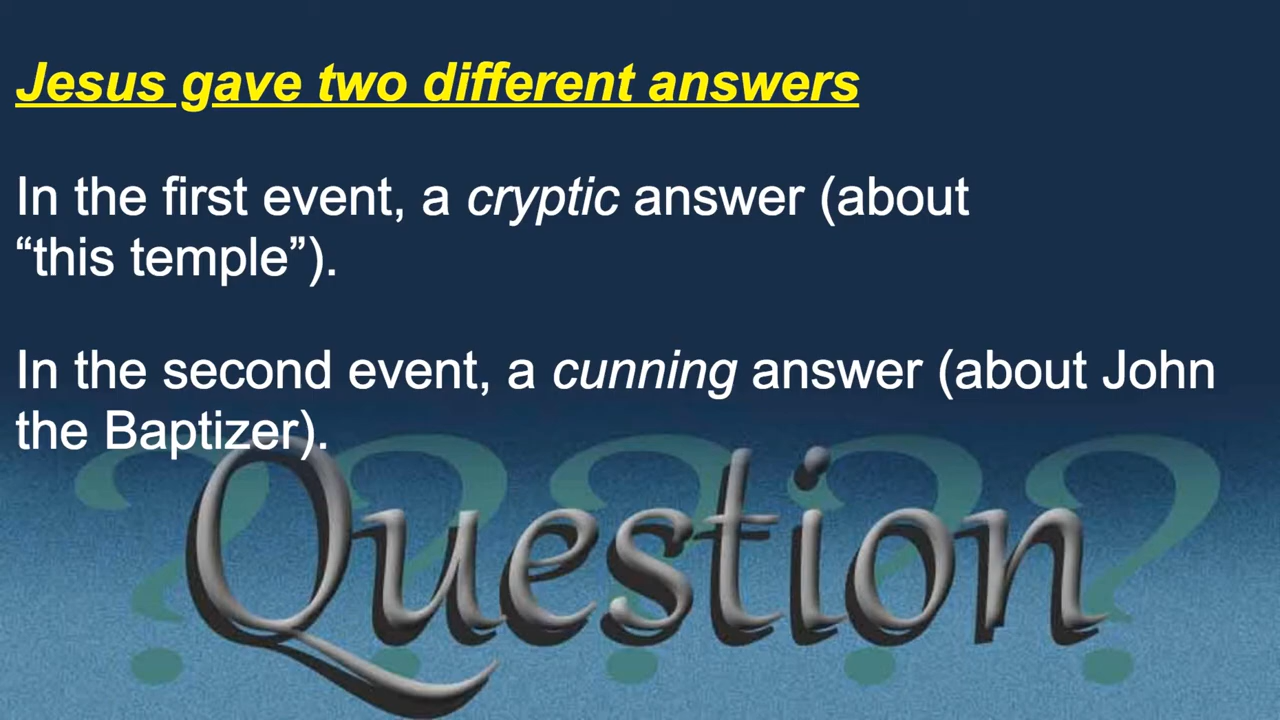 Jesus gave two different answers
In the first event, a cryptic answer (about
“this temple”).
In the second event, a cunning answer (about John
the Baptizer).
? ? ? ? ?
Question